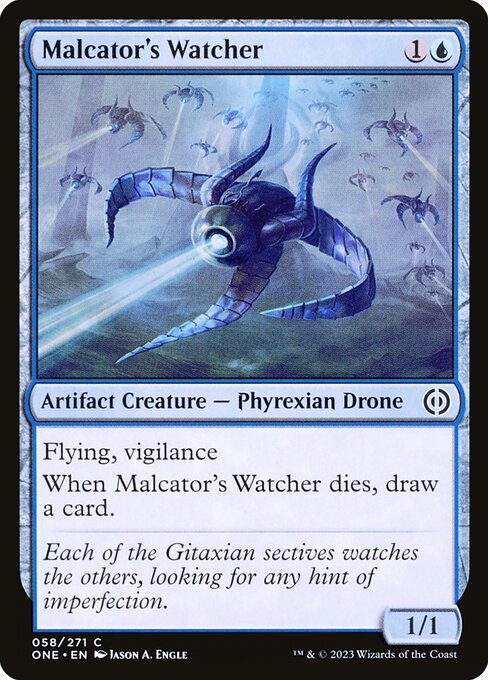 Malcator's Watcher 1
Artifact Creature — Phyrexian Drone
Flying, vigilance
When Malcator's Watcher dies, draw
a card.
Each of the Gitaxian sectives watches
the others, looking for any hint of
imperfection.
1/1
058/271 C
ONE • EN Jason A. Engle
™ & © 2023 Wizards of the Coast